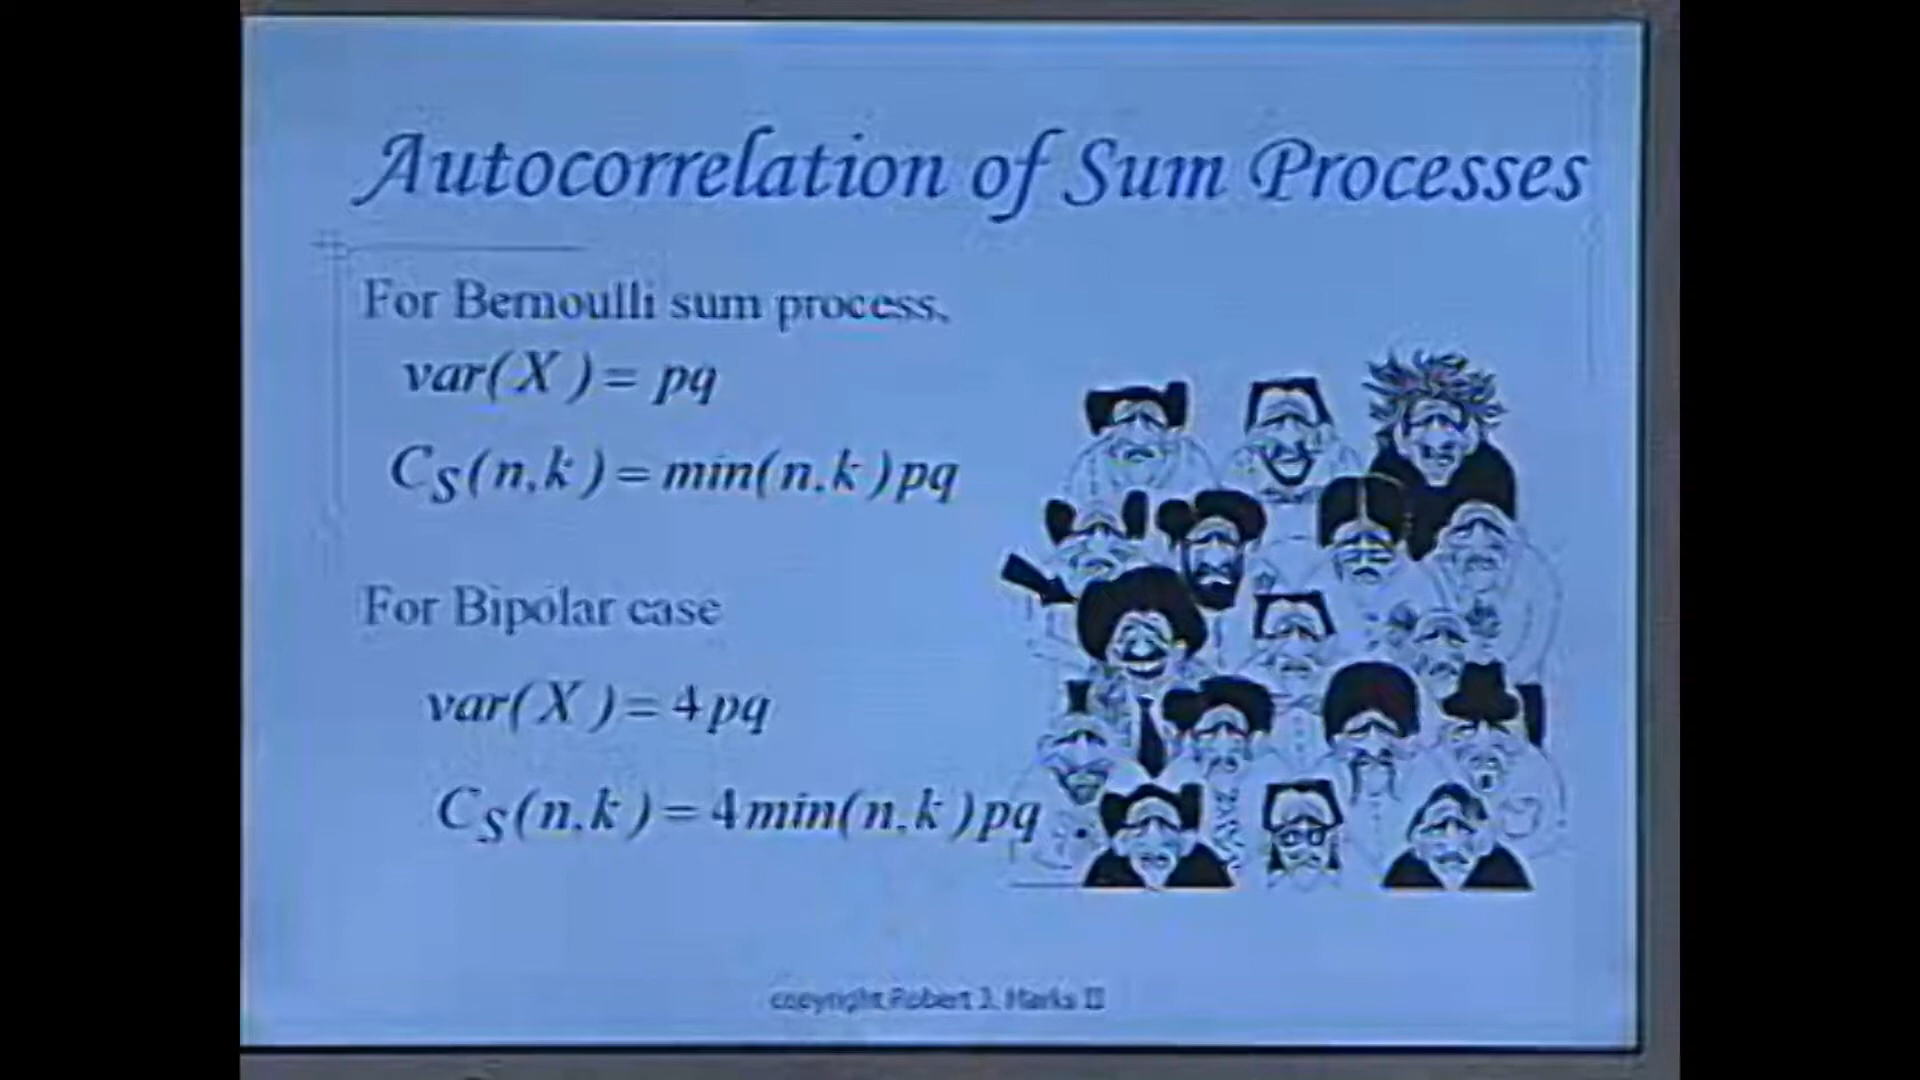 Autocorrelation of Sum Processes
For Bernoulli sum process,
var(X) = pq
C_S(n,k) = min(n,k)pq
For Bipolar case
var(X) = 4pq
C_S(n,k) = 4min(n,k)pq
copyright Robert J. Marks II